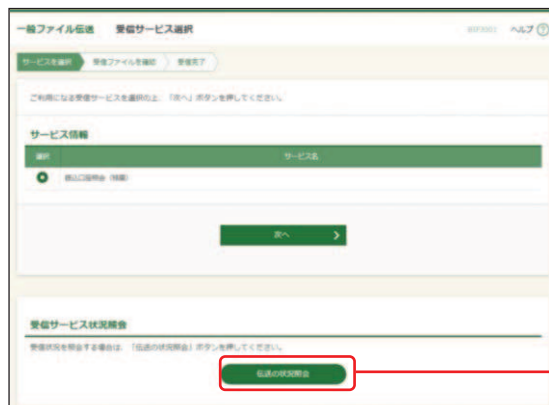 一般ファイル伝送 受信サービス選択
ヘルプ ?
サービスを選択 受信ファイルを確認 受信完了
ご利用になる受信サービスを選択の上、「次へ」ボタンを押してください。
サービス情報
選択 サービス名
次へ
受信サービス状況照会
受信状況を照会する場合は、「伝送の状況照会」ボタンを押してください。
伝送の状況照会